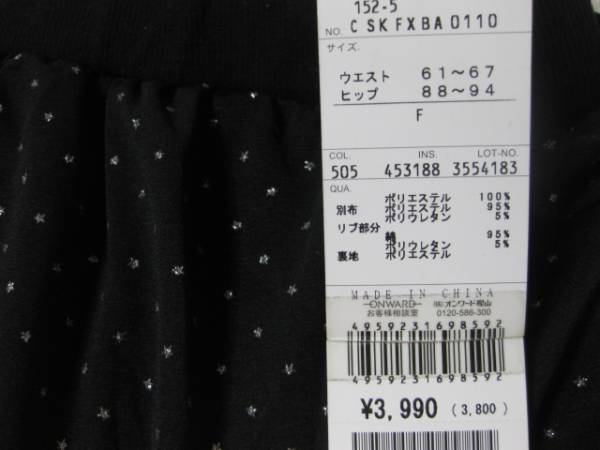 152-5
NO. CSKFXBA0110
サイズ.
ウエスト 61～67
ヒップ 88～94
F
COL. INS. LOT-NO.
505 453188 3554183
QUA.
ポリエステル 100%
別布 ポリエステル 95%
ポリウレタン 5%
リブ部分
綿 95%
ポリウレタン 5%
裏地 ポリエステル
MADE IN CHINA
ONWARD ㈱オンワード樫山
お客様相談室 0120-586-300
4959231698592
4959231698592
¥3,990 (3,800)